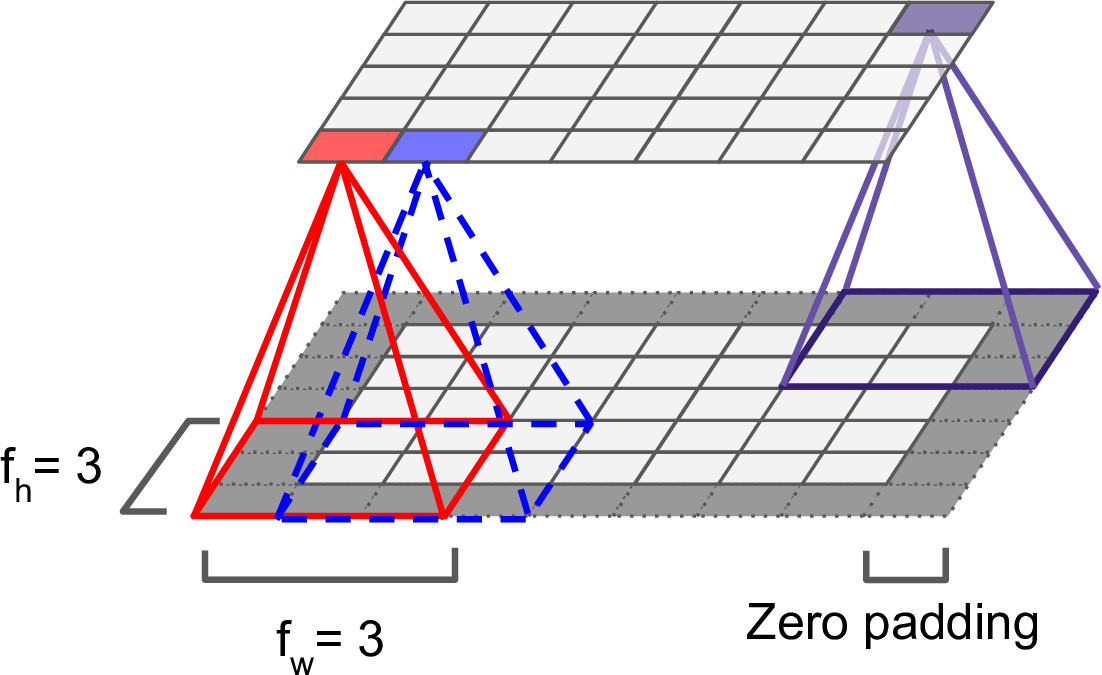 fh= 3
fw= 3
Zero padding